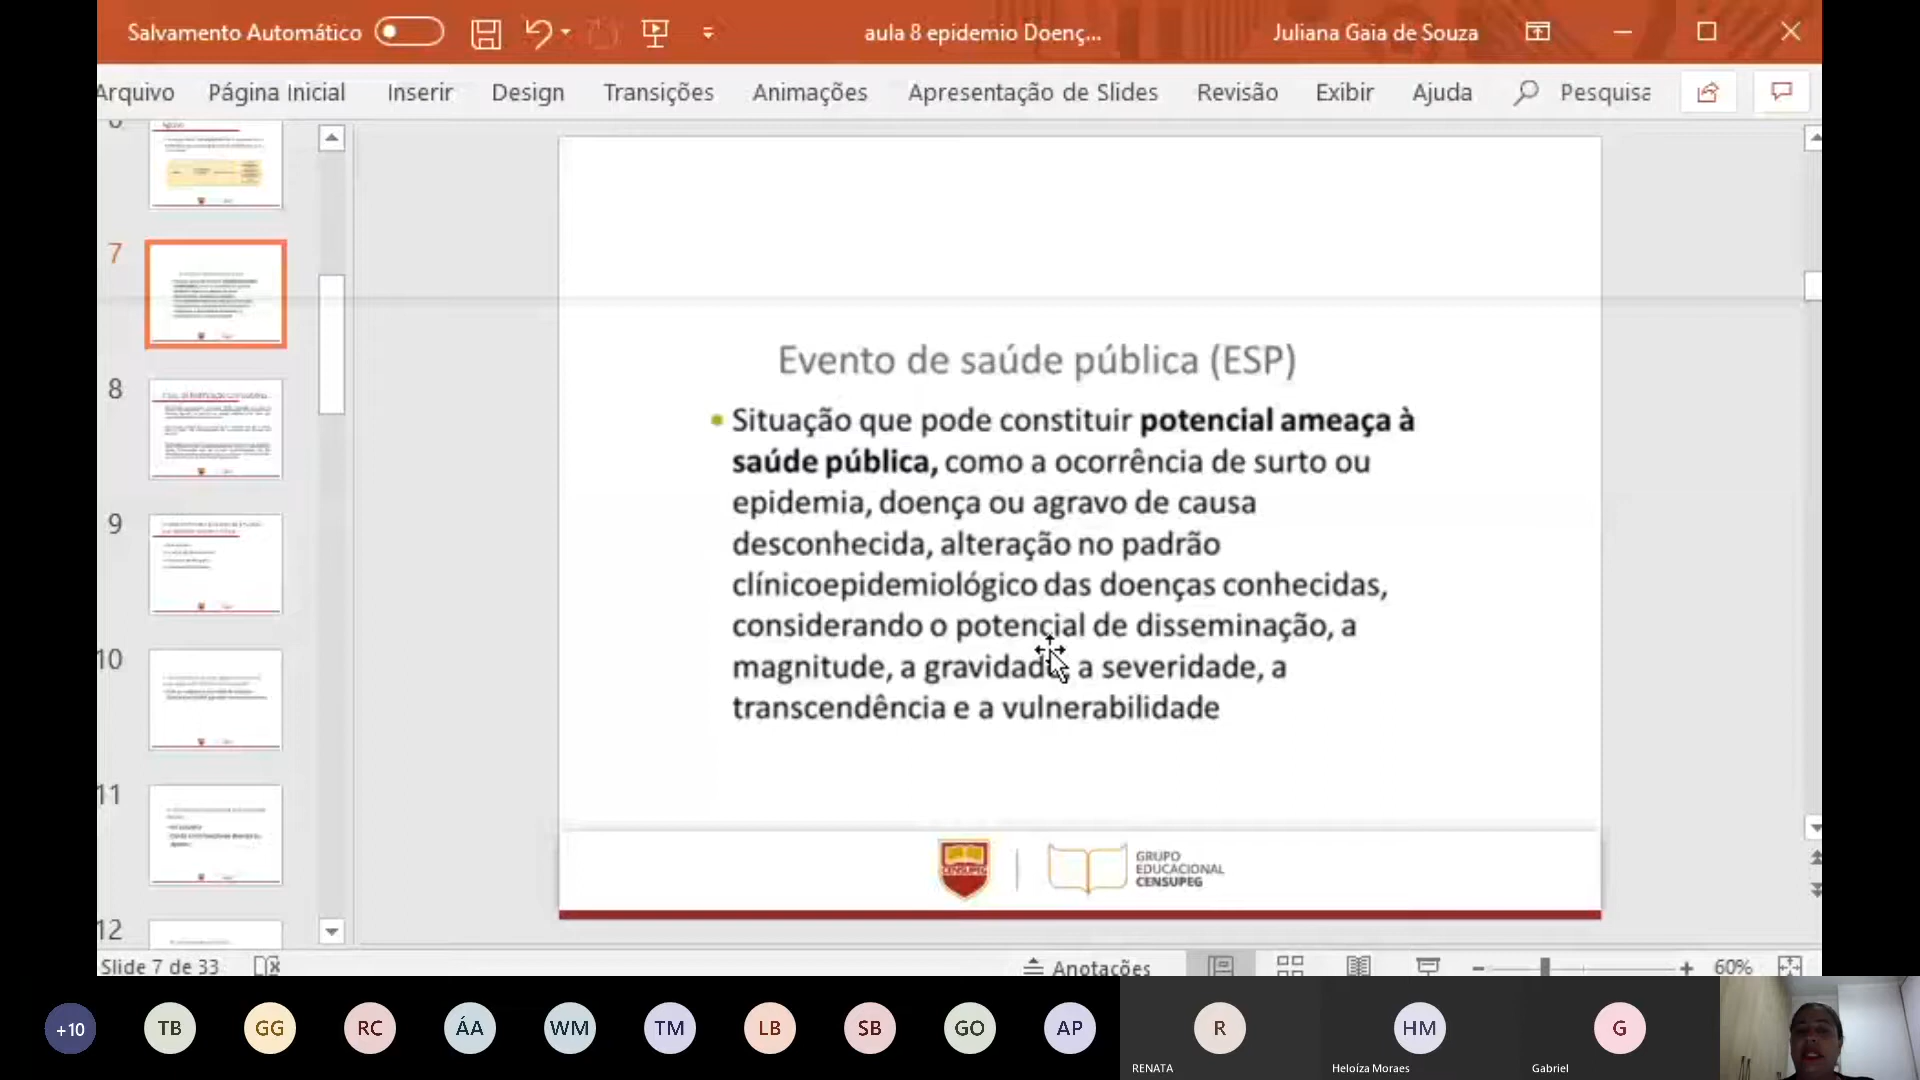 Salvamento Automático
aula 8 epidemio Doenç...
Juliana Gaia de Souza
Arquivo Página Inicial Inserir Design Transições Animações Apresentação de Slides Revisão Exibir Ajuda Pesquisa
7
8
9
10
11
12
Evento de saúde pública (ESP)
Situação que pode constituir potencial ameaça à
saúde pública, como a ocorrência de surto ou
epidemia, doença ou agravo de causa
desconhecida, alteração no padrão
clínicoepidemiológico das doenças conhecidas,
considerando o potencial de disseminação, a
magnitude, a gravidade, a severidade, a
transcendência e a vulnerabilidade
CENSUPEG
GRUPO
EDUCACIONAL
CENSUPEG
Slide 7 de 33
Anotações
60%
+10 TB GG RC ÁA WM TM LB SB GO AP R HM G
RENATA Heloíza Moraes Gabriel